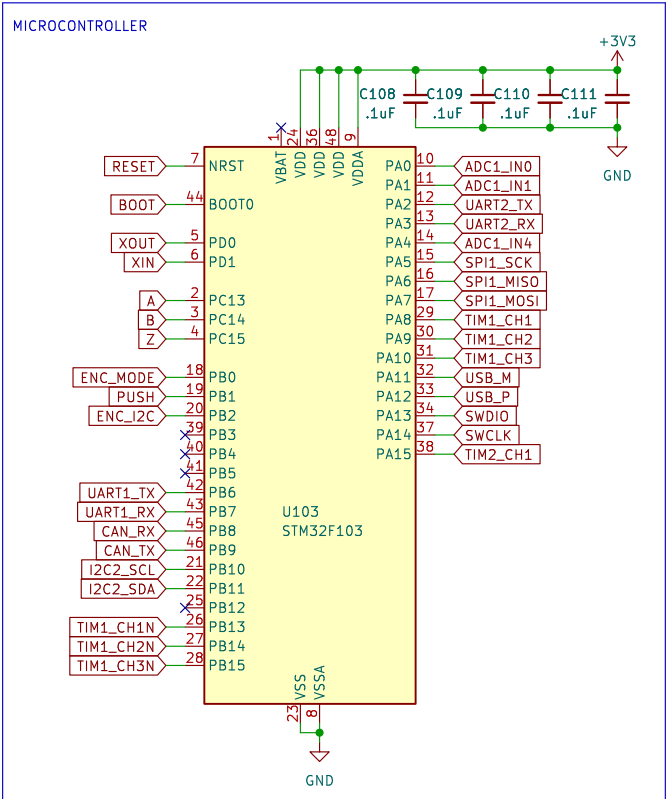 MICROCONTROLLER
+3V3
C108 C109 C110 C111
.1uF .1uF .1uF .1uF
GND
1 24 36 48 9
VBAT VDD VDD VDD VDDA
RESET 7 NRST PA0 10 ADC1_IN0
PA1 11 ADC1_IN1
BOOT 44 BOOT0 PA2 12 UART2_TX
PA3 13 UART2_RX
XOUT 5 PD0 PA4 14 ADC1_IN4
XIN 6 PD1 PA5 15 SPI1_SCK
PA6 16 SPI1_MISO
A 2 PC13 PA7 17 SPI1_MOSI
B 3 PC14 PA8 29 TIM1_CH1
Z 4 PC15 PA9 30 TIM1_CH2
PA10 31 TIM1_CH3
ENC_MODE 18 PB0 PA11 32 USB_M
PUSH 19 PB1 PA12 33 USB_P
ENC_I2C 20 PB2 PA13 34 SWDIO
39 PB3 PA14 37 SWCLK
40 PB4 PA15 38 TIM2_CH1
41 PB5
UART1_TX 42 PB6
UART1_RX 43 PB7 U103
CAN_RX 45 PB8 STM32F103
CAN_TX 46 PB9
I2C2_SCL 21 PB10
I2C2_SDA 22 PB11
25 PB12
TIM1_CH1N 26 PB13
TIM1_CH2N 27 PB14
TIM1_CH3N 28 PB15
VSS VSSA
23 8
GND